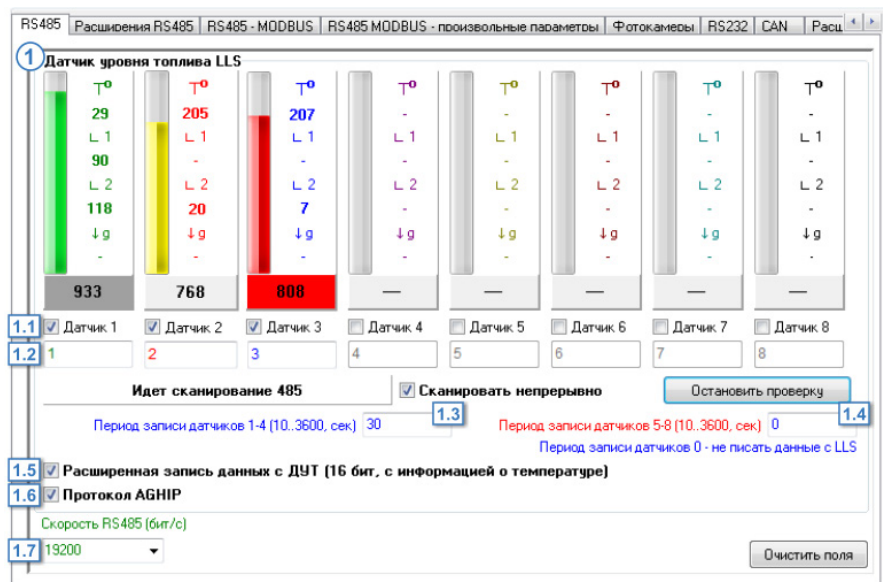 RS485 Расширения RS485 RS485 - MODBUS RS485 MODBUS - произвольные параметры Фотокамеры RS232 CAN Расш
1 Датчик уровня топлива LLS
T° T° T° T° T° T° T° T°
29 205 207 - - - - -
∟ 1 ∟ 1 ∟ 1 ∟ 1 ∟ 1 ∟ 1 ∟ 1 ∟ 1
90 - - - - - - -
∟ 2 ∟ 2 ∟ 2 ∟ 2 ∟ 2 ∟ 2 ∟ 2 ∟ 2
118 20 7 - - - - -
↓g ↓g ↓g ↓g ↓g ↓g ↓g ↓g
- - - - - - - -
933 768 808 — — — — —
1.1 Датчик 1 Датчик 2 Датчик 3 Датчик 4 Датчик 5 Датчик 6 Датчик 7 Датчик 8
1.2 1 2 3 4 5 6 7 8
Идет сканирование 485 Сканировать непрерывно Остановить проверку
1.3 1.4
Период записи датчиков 1-4 (10..3600, сек) 30 Период записи датчиков 5-8 (10..3600, сек) 0
Период записи датчиков 0 - не писать данные с LLS
1.5 Расширенная запись данных с ДУТ (16 бит, с информацией о температуре)
1.6 Протокол AGHIP
Скорость RS485 (бит/с)
1.7 19200 Очистить поля